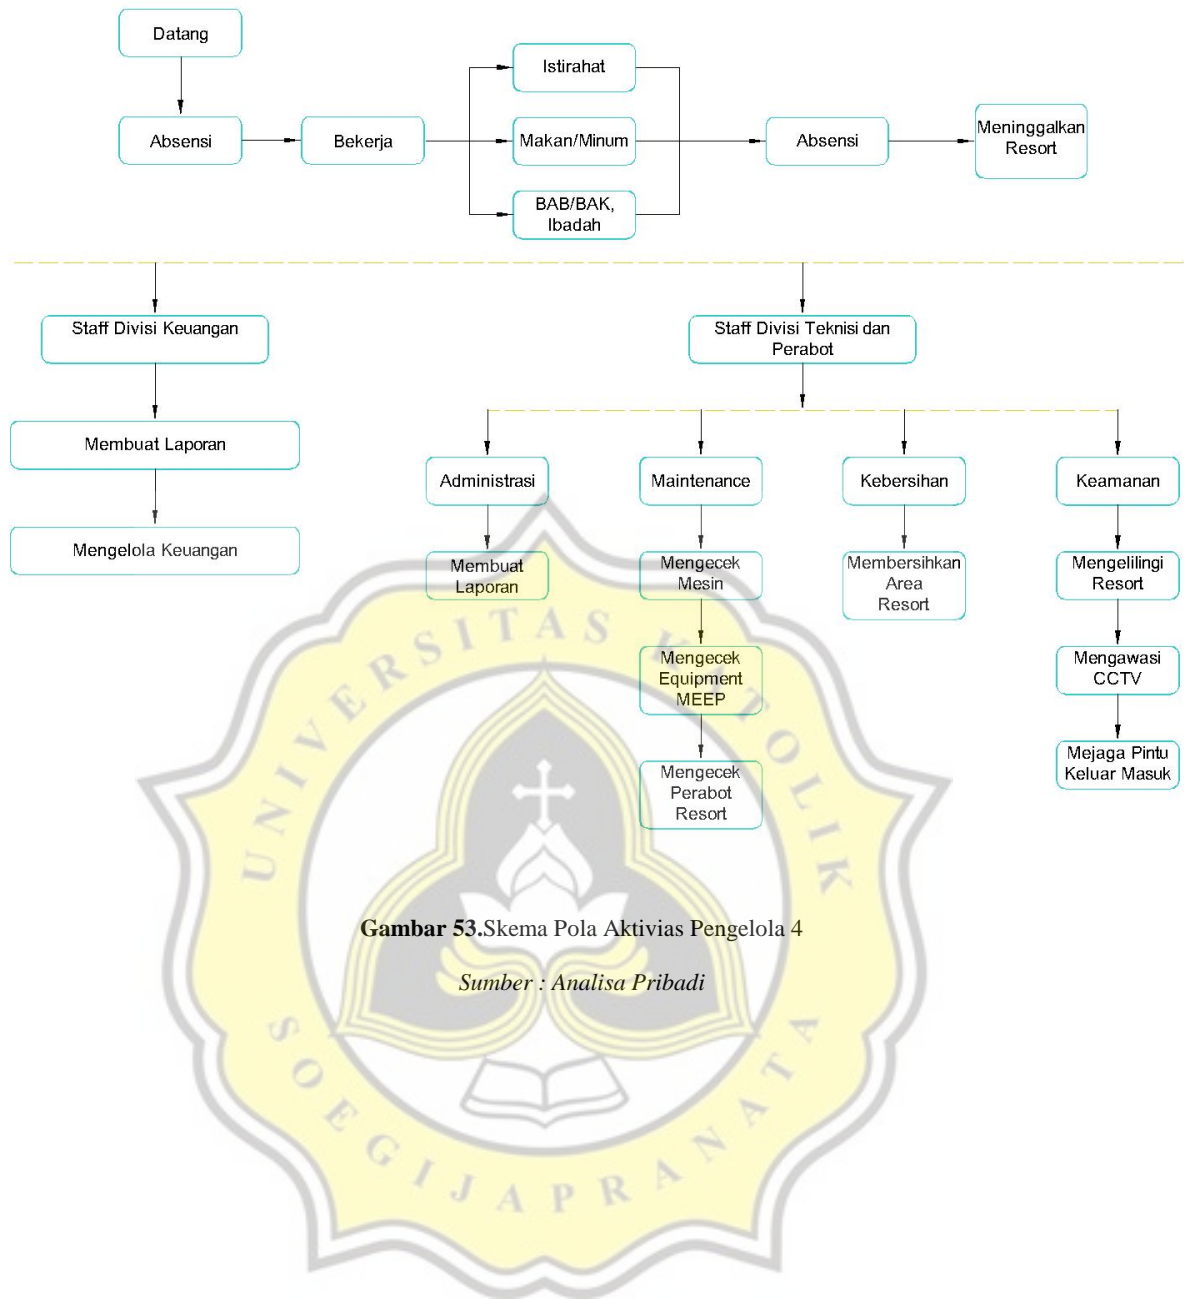 Datang
Istirahat
Absensi
Bekerja
Makan/Minum
Absensi
Meninggalkan
Resort
BAB/BAK,
Ibadah
Staff Divisi Keuangan
Staff Divisi Teknisi dan
Perabot
Membuat Laporan
Mengelola Keuangan
Administrasi
Maintenance
Kebersihan
Keamanan
Membuat
Laporan
Mengecek
Mesin
Membersihkan
Area
Resort
Mengelilingi
Resort
Mengecek
Equipment
MEEP
Mengawasi
CCTV
Mengecek
Perabot
Resort
Mejaga Pintu
Keluar Masuk
Gambar 53.Skema Pola Aktivias Pengelola 4
Sumber : Analisa Pribadi
UNIVERSITAS KATOLIK
SOEGIJAPRANATA